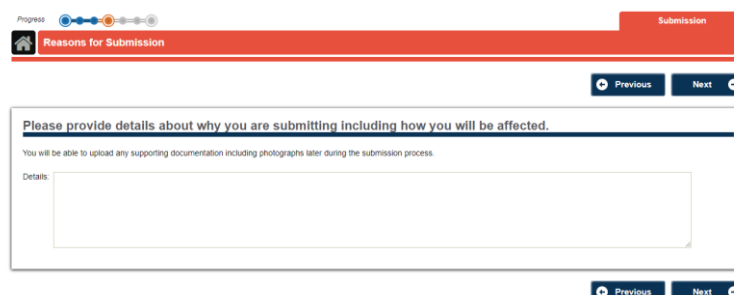 Progress
Submission
Reasons for Submission
Previous Next
Please provide details about why you are submitting including how you will be affected.
You will be able to upload any supporting documentation including photographs later during the submission process.
Details:
Previous Next